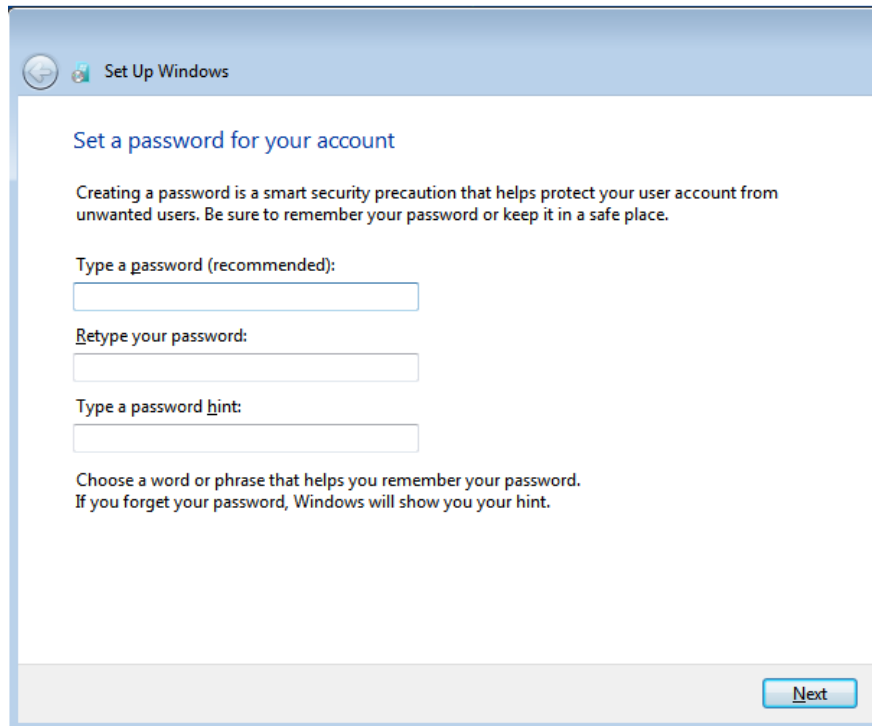 Set Up Windows
Set a password for your account
Creating a password is a smart security precaution that helps protect your user account from
unwanted users. Be sure to remember your password or keep it in a safe place.
Type a password (recommended):
Retype your password:
Type a password hint:
Choose a word or phrase that helps you remember your password.
If you forget your password, Windows will show you your hint.
Next